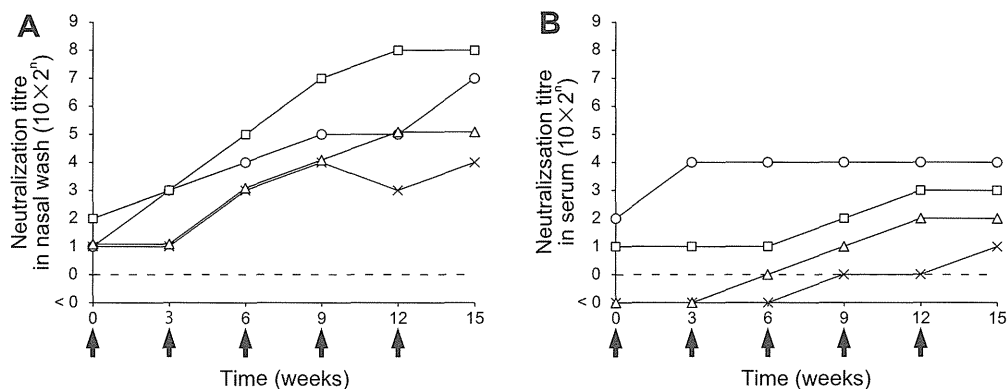 A
Neutralization titre
in nasal wash (10×2ⁿ)
9
8
7
6
5
4
3
2
1
0
< 0
0 3 6 9 12 15
Time (weeks)
B
Neutralizsation titre
in serum (10×2ⁿ)
9
8
7
6
5
4
3
2
1
0
< 0
0 3 6 9 12 15
Time (weeks)